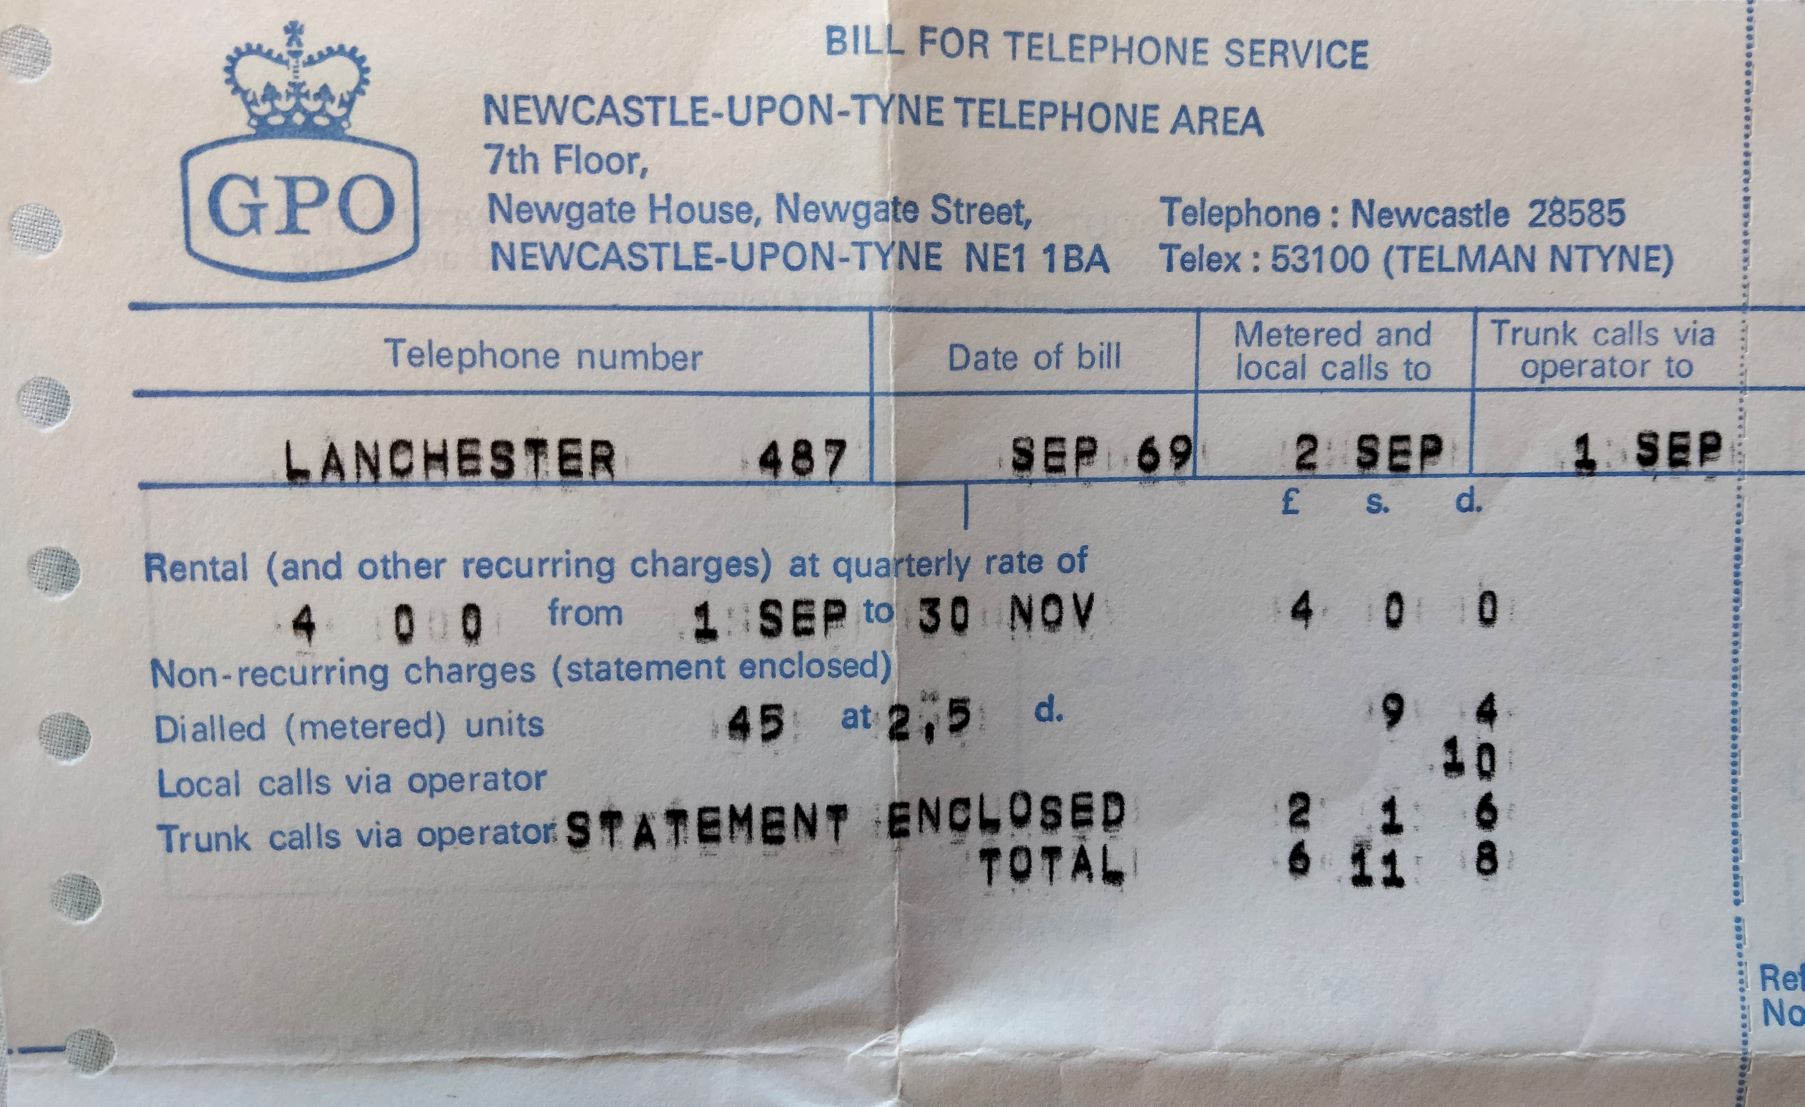 BILL FOR TELEPHONE SERVICE
GPO
NEWCASTLE-UPON-TYNE TELEPHONE AREA
7th Floor,
Newgate House, Newgate Street, Telephone : Newcastle 28585
NEWCASTLE-UPON-TYNE NE1 1BA Telex : 53100 (TELMAN NTYNE)
Telephone number Date of bill Metered and local calls to Trunk calls via operator to
LANCHESTER 487 SEP 69 2 SEP 1 SEP
£ s. d.
Rental (and other recurring charges) at quarterly rate of
4 0 0 from 1 SEP to 30 NOV 4 0 0
Non-recurring charges (statement enclosed)
Dialled (metered) units 45 at 2.5 d. 9 4
Local calls via operator 10
Trunk calls via operator STATEMENT ENCLOSED 2 1 6
TOTAL 6 11 8
Ref
No